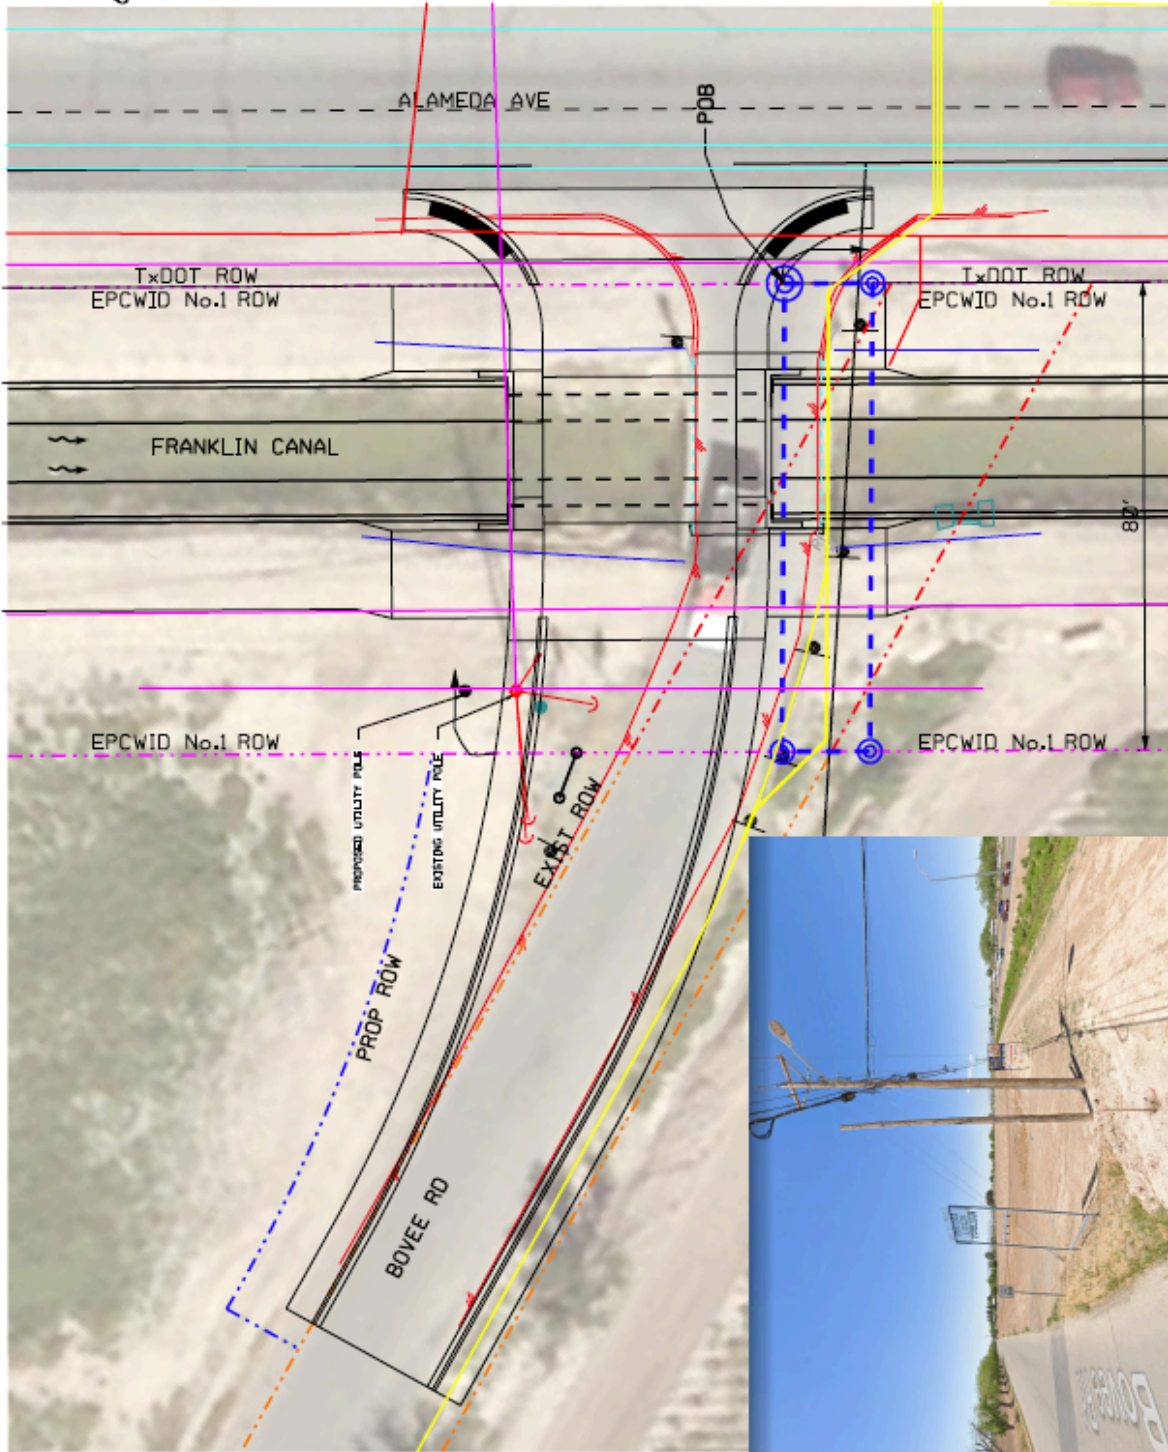 ALAMEDA AVE
POB
TxDOT ROW
EPCWID No.1 ROW
TxDOT ROW
EPCWID No.1 ROW
FRANKLIN CANAL
80'
EPCWID No.1 ROW
EPCWID No.1 ROW
PROPOSED UTILITY POLE
EXISTING UTILITY POLE
EXIST ROW
PROP ROW
BOVEE RD